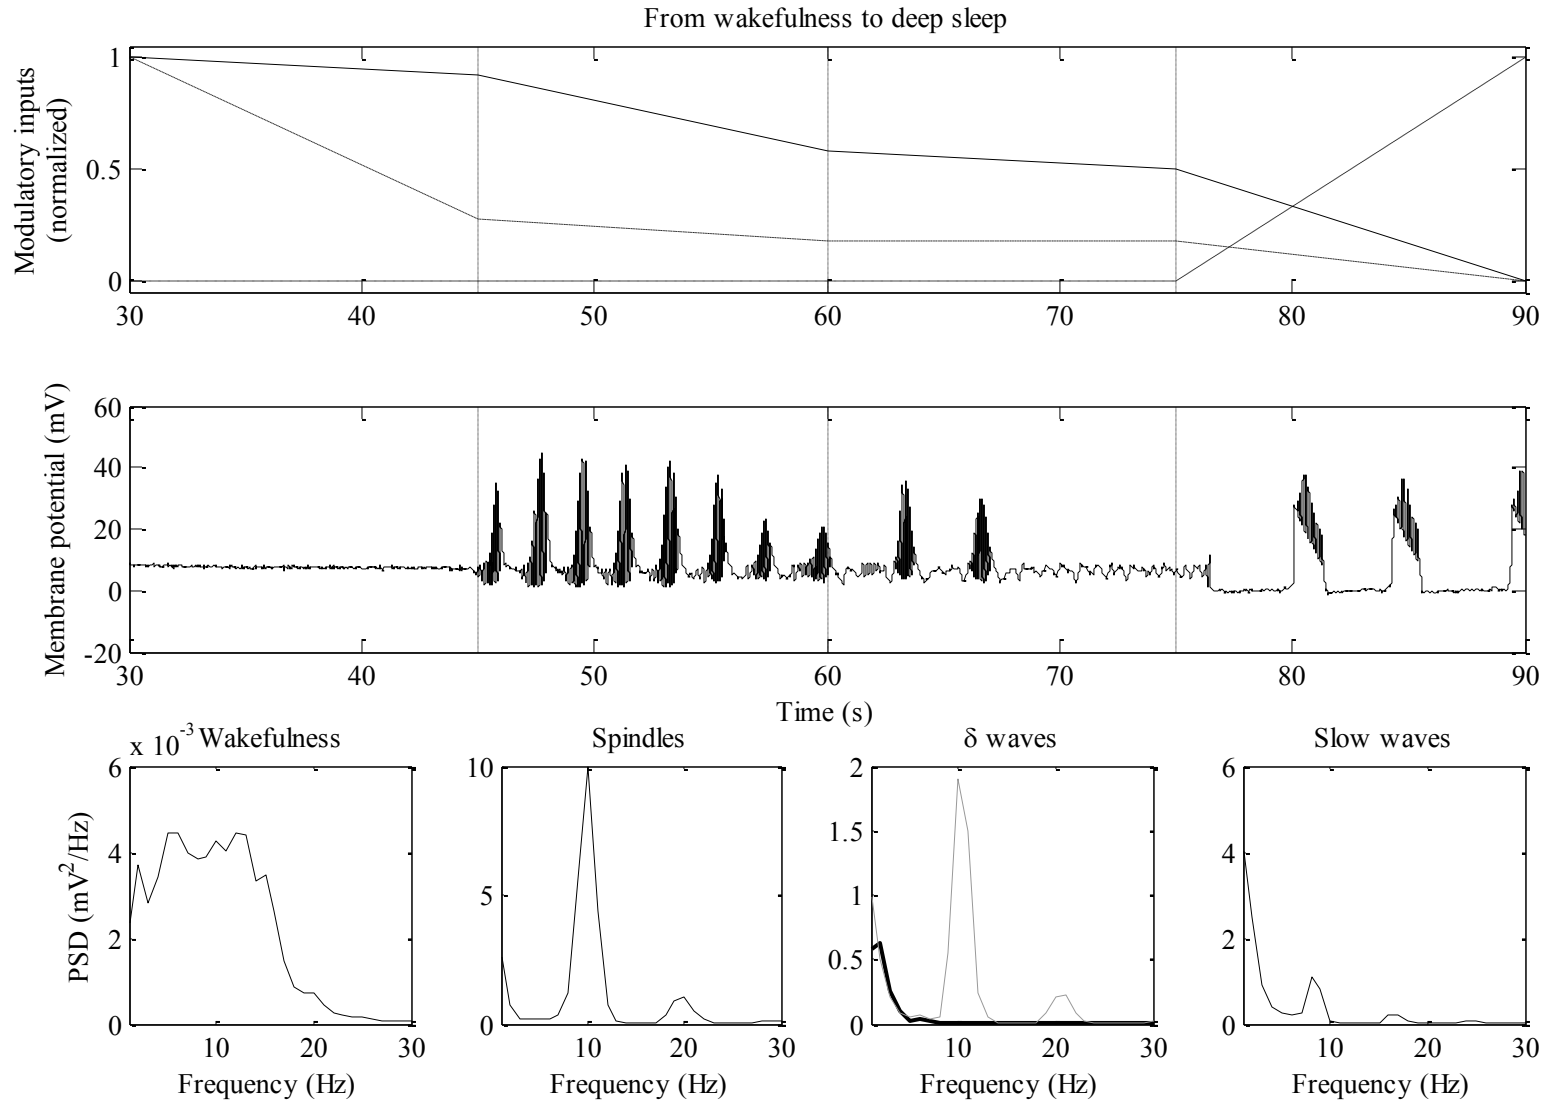 From wakefulness to deep sleep
Modulatory inputs
(normalized)
1
0.5
0
30 40 50 60 70 80 90
Membrane potential (mV)
60
40
20
0
-20
30 40 50 60 70 80 90
Time (s)
x 10-3 Wakefulness
Spindles
δ waves
Slow waves
PSD (mV2/Hz)
6
4
2
0
10 20 30
Frequency (Hz)
10
5
0
10 20 30
Frequency (Hz)
2
1.5
1
0.5
0
10 20 30
Frequency (Hz)
6
4
2
0
10 20 30
Frequency (Hz)